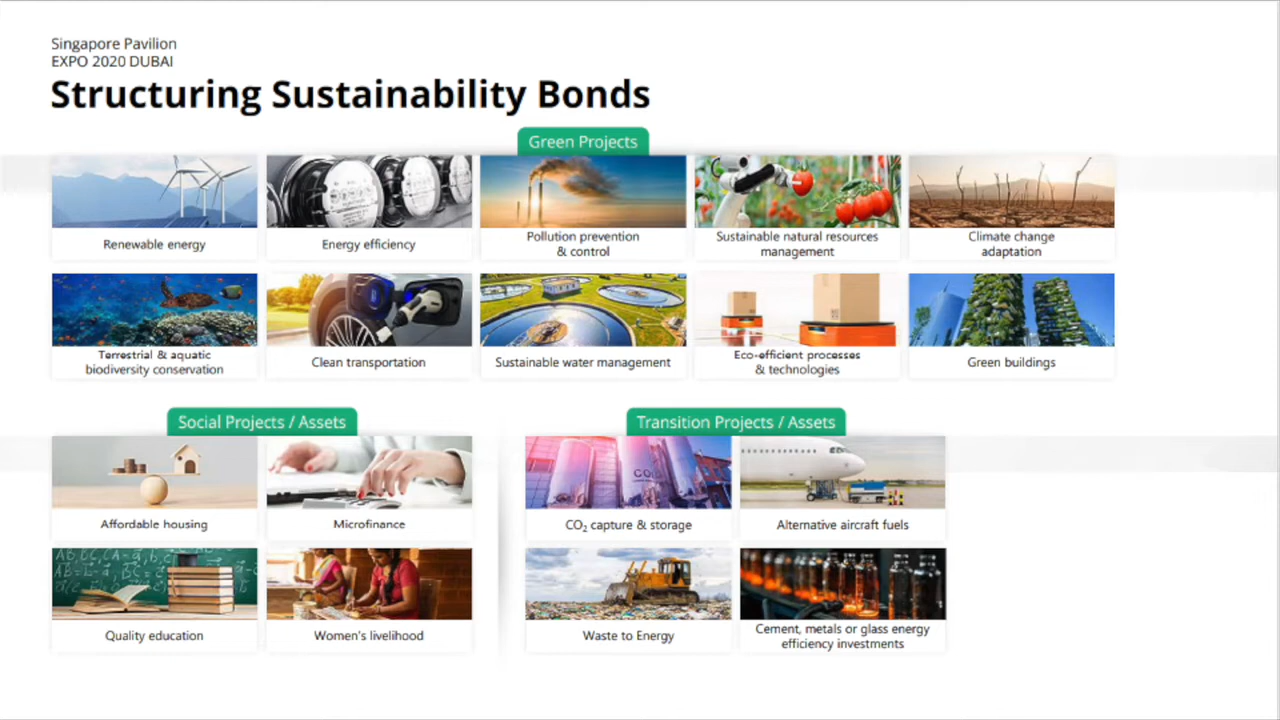 Singapore Pavilion
EXPO 2020 DUBAI
Structuring Sustainability Bonds
Green Projects
Renewable energy
Energy efficiency
Pollution prevention
& control
Sustainable natural resources
management
Climate change
adaptation
Terrestrial & aquatic
biodiversity conservation
Clean transportation
Sustainable water management
Eco-efficient processes
& technologies
Green buildings
Social Projects / Assets
Affordable housing
Microfinance
Quality education
Women's livelihood
Transition Projects / Assets
CO₂ capture & storage
Alternative aircraft fuels
Waste to Energy
Cement, metals or glass energy
efficiency investments